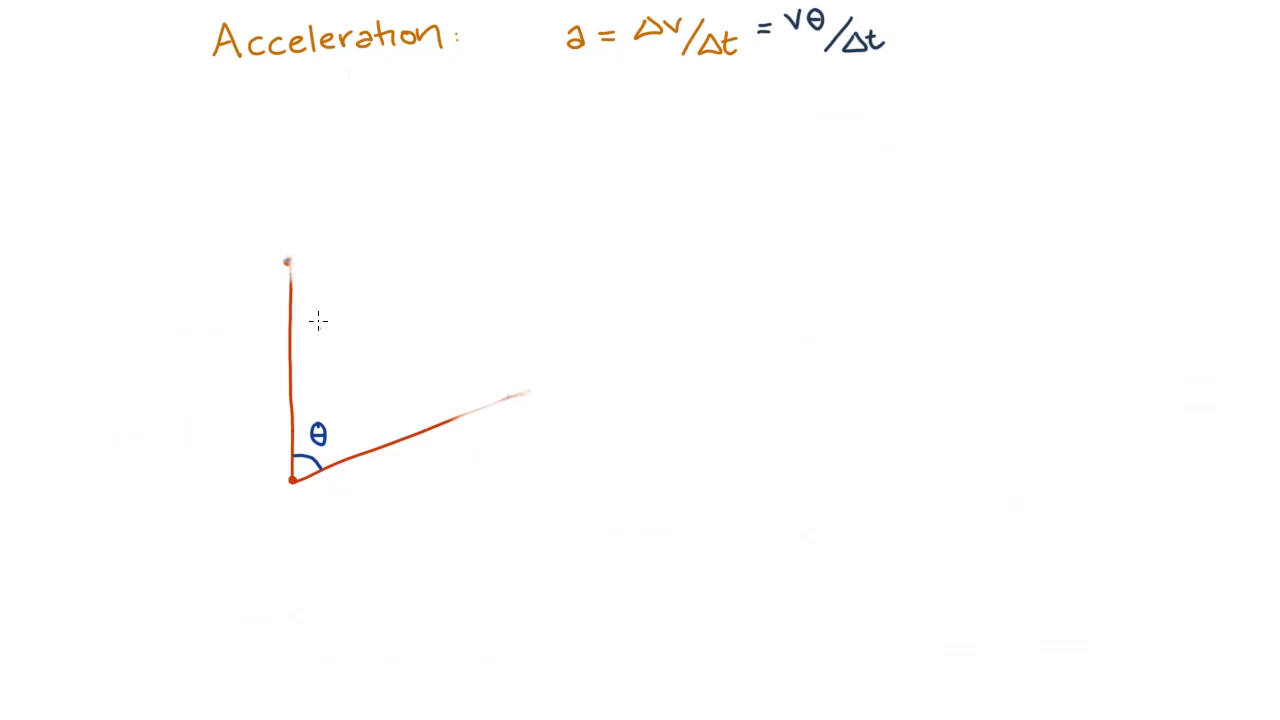 Acceleration: a = Δv/Δt = vθ/Δt
θ